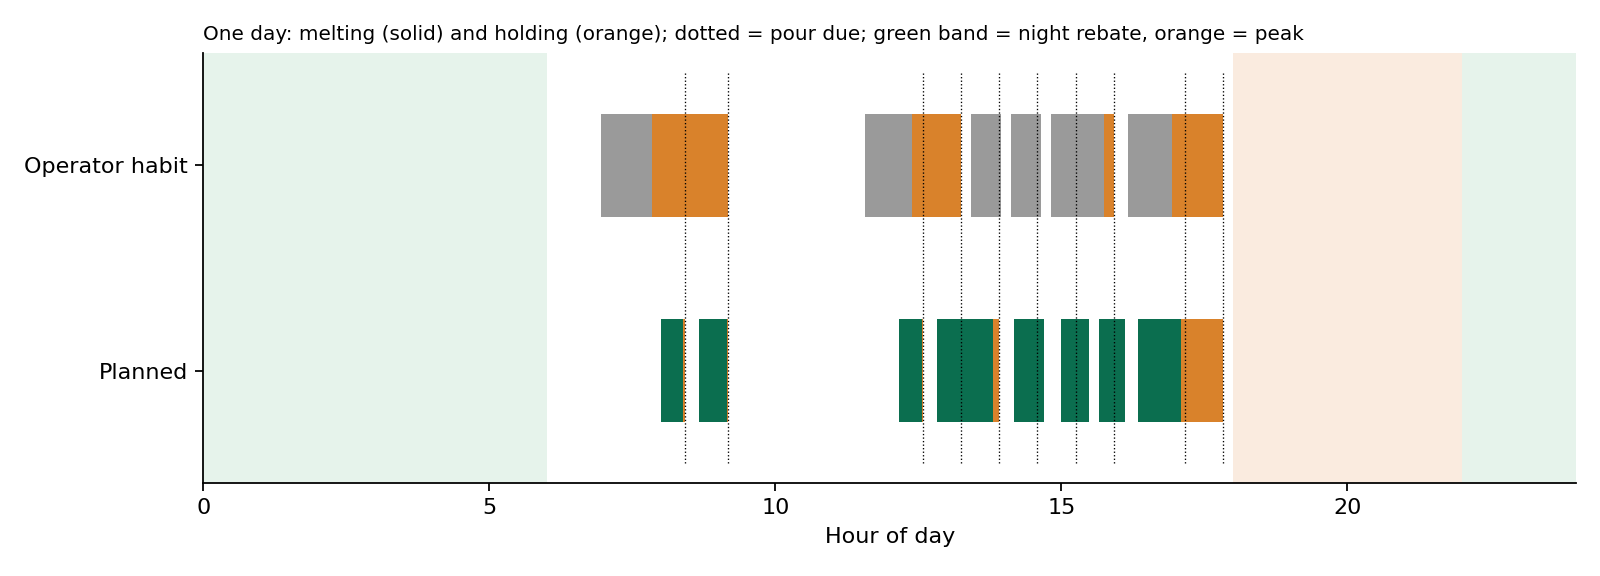 One day: melting (solid) and holding (orange); dotted = pour due; green band = night rebate, orange = peak
Operator habit
Planned
0 5 10 15 20
Hour of day